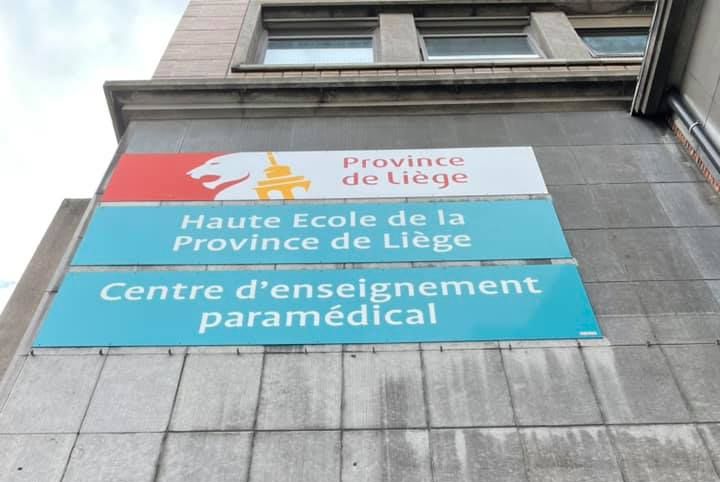 Province
de Liège
Haute Ecole de la
Province de Liège
Centre d'enseignement
paramédical